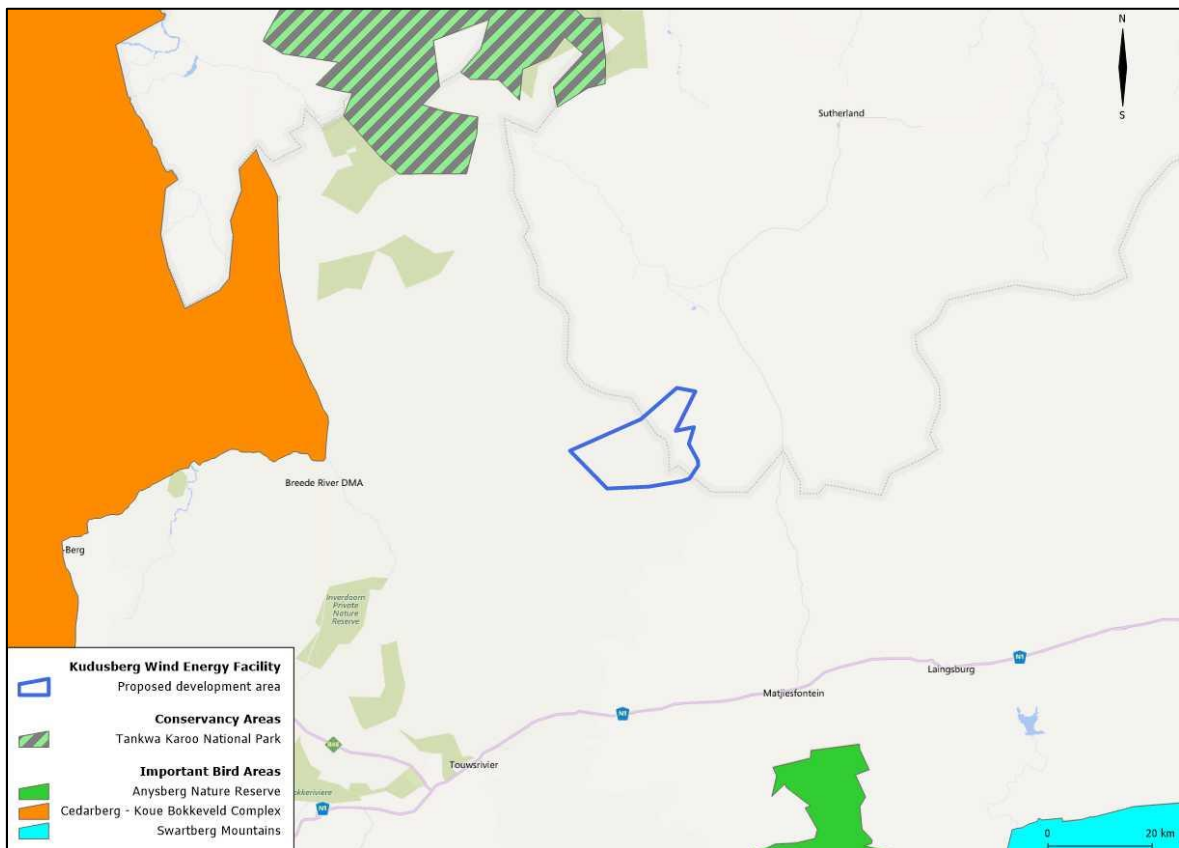 N
S
Sutherland
Breede River DMA
-Berg
Inverdoorn
Private
Nature
Reserve
N1
Laingsburg
Matjiesfontein
N1
Touwsrivier
N1
Kudusberg Wind Energy Facility
Proposed development area
Conservancy Areas
Tankwa Karoo National Park
Important Bird Areas
Anysberg Nature Reserve
Cedarberg - Koue Bokkeveld Complex
Swartberg Mountains
0 20 km